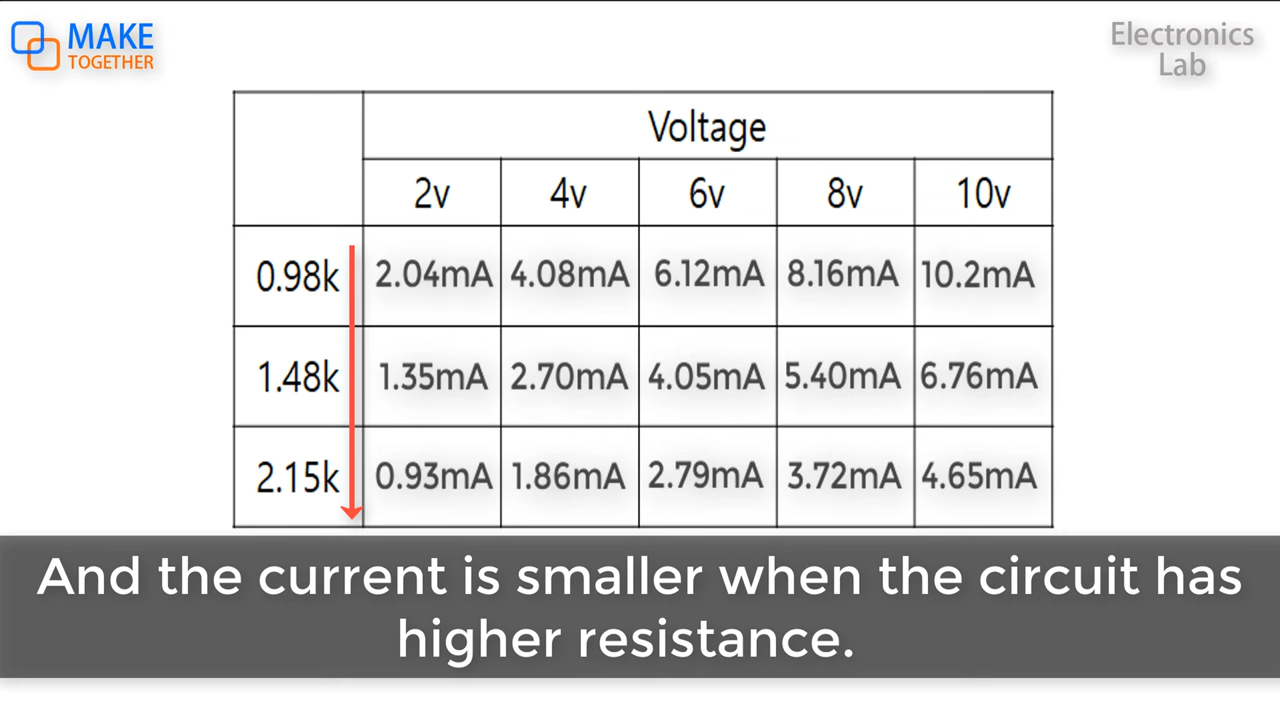 MAKE
TOGETHER
Electronics
Lab
Voltage
2v 4v 6v 8v 10v
0.98k 2.04mA 4.08mA 6.12mA 8.16mA 10.2mA
1.48k 1.35mA 2.70mA 4.05mA 5.40mA 6.76mA
2.15k 0.93mA 1.86mA 2.79mA 3.72mA 4.65mA
And the current is smaller when the circuit has
higher resistance.